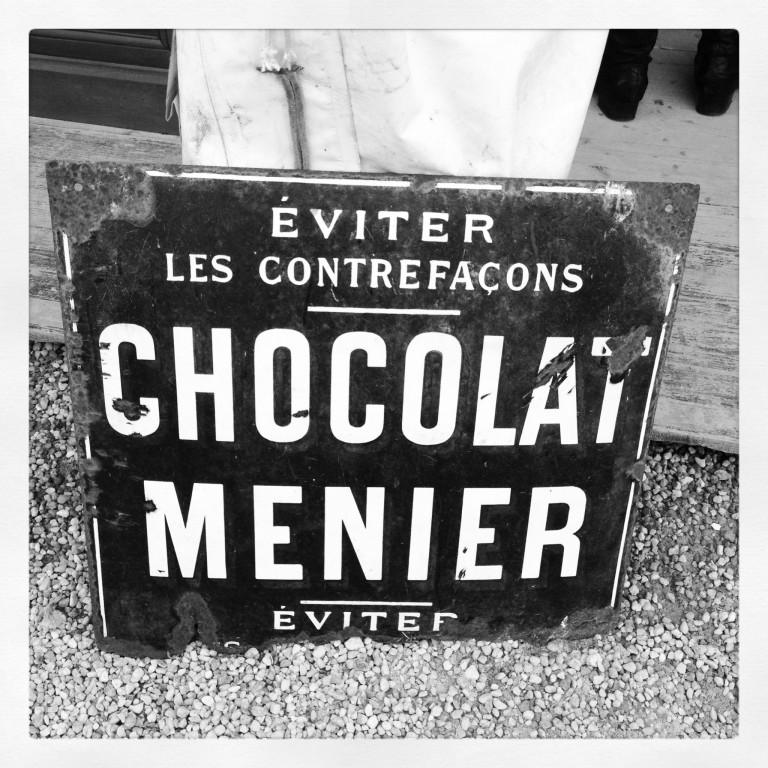 ÉVITER
LES CONTREFAÇONS
CHOCOLAT
MENIER
ÉVITER